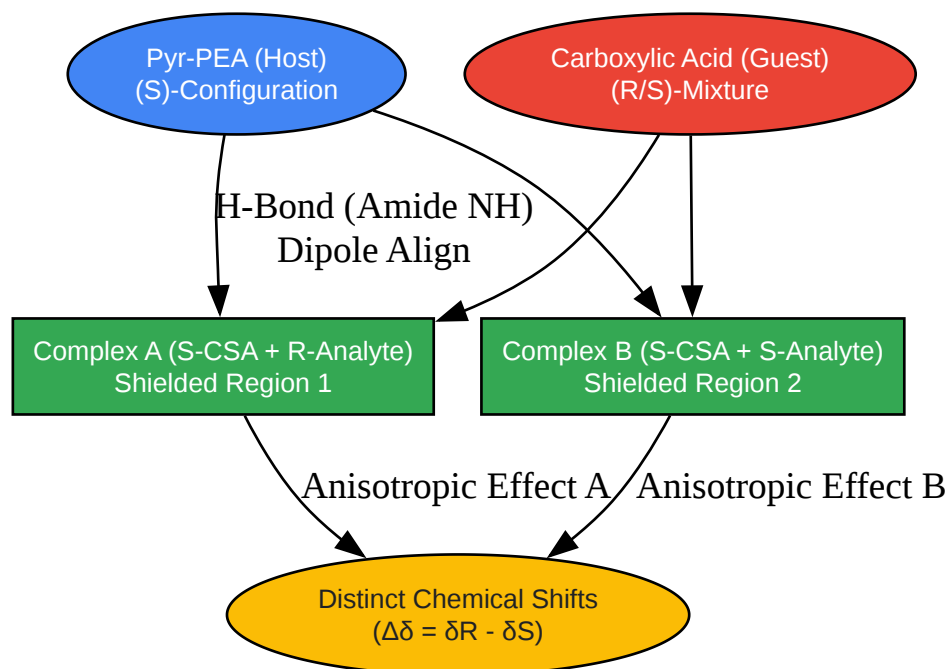 Pyr-PEA (Host)
(S)-Configuration
Carboxylic Acid (Guest)
(R/S)-Mixture
H-Bond (Amide NH)
Dipole Align
Complex A (S-CSA + R-Analyte)
Shielded Region 1
Complex B (S-CSA + S-Analyte)
Shielded Region 2
Anisotropic Effect A
Anisotropic Effect B
Distinct Chemical Shifts
(Δδ = δR - δS)